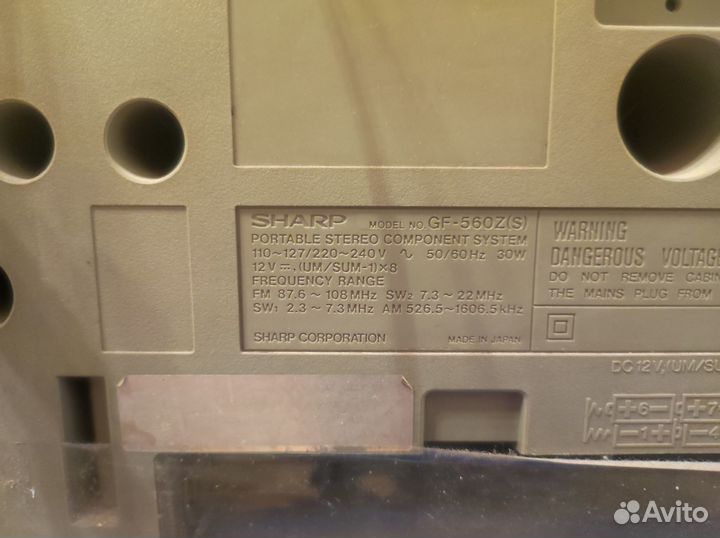 SHARP MODEL NO. GF-560Z(S)
PORTABLE STEREO COMPONENT SYSTEM
110~127/220~240V ∿ 50/60Hz 30W
12V ⎓, (UM/SUM-1)×8
FREQUENCY RANGE
FM 87.6~108MHz SW2 7.3~22MHz
SW1 2.3~7.3MHz AM 526.5~1606.5kHz
SHARP CORPORATION MADE IN JAPAN
WARNING
DANGEROUS VOLTAGE
DO NOT REMOVE
THE MAINS PLUG FROM
DC12V,(UM/SU
+6− +7
−1+ −4
Avito